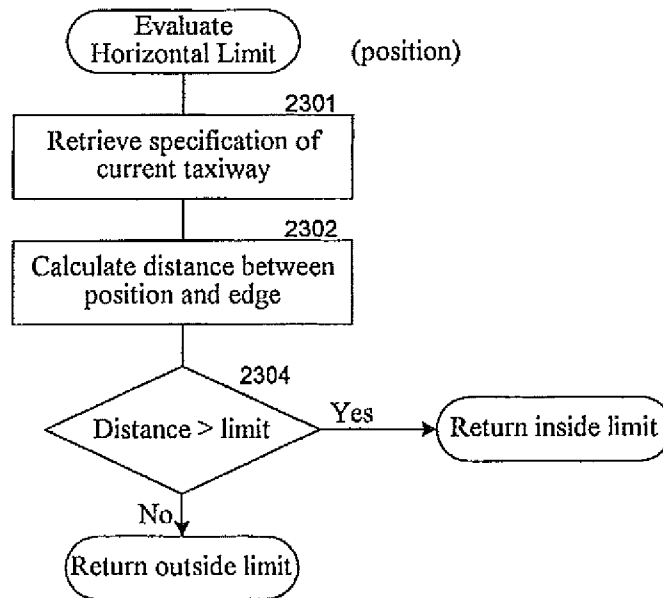 Evaluate
Horizontal Limit
(position)
2301
Retrieve specification of
current taxiway
2302
Calculate distance between
position and edge
2304
Distance > limit
Yes
Return inside limit
No
Return outside limit